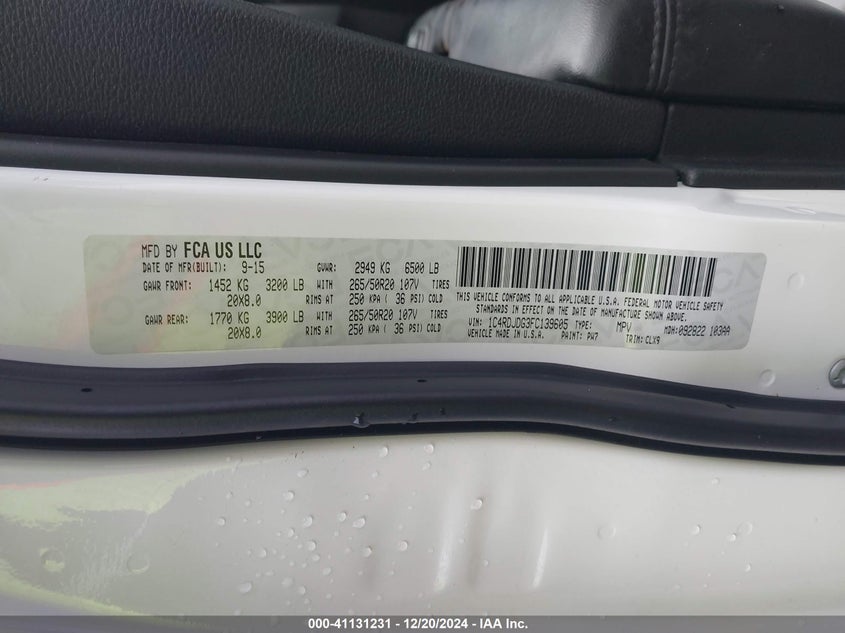 MFD BY FCA US LLC
DATE OF MFR(BUILT): 9-15 GVWR: 2949 KG 6500 LB
GAWR FRONT: 1452 KG 3200 LB WITH 265/50R20 107V TIRES
20X8.0 RIMS AT 250 KPA ( 36 PSI) COLD
GAWR REAR: 1770 KG 3900 LB WITH 265/50R20 107V TIRES
20X8.0 RIMS AT 250 KPA ( 36 PSI) COLD
THIS VEHICLE CONFORMS TO ALL APPLICABLE U.S.A. FEDERAL MOTOR VEHICLE SAFETY
STANDARDS IN EFFECT ON THE DATE OF MANUFACTURE SHOWN ABOVE.
VIN: 1C4RDJDG3FC139605 TYPE: MPV MDH: 092822 103AA
VEHICLE MADE IN U.S.A. PAINT: PW7 TRIM: CLX9
000-41131231 - 12/20/2024 - IAA Inc.